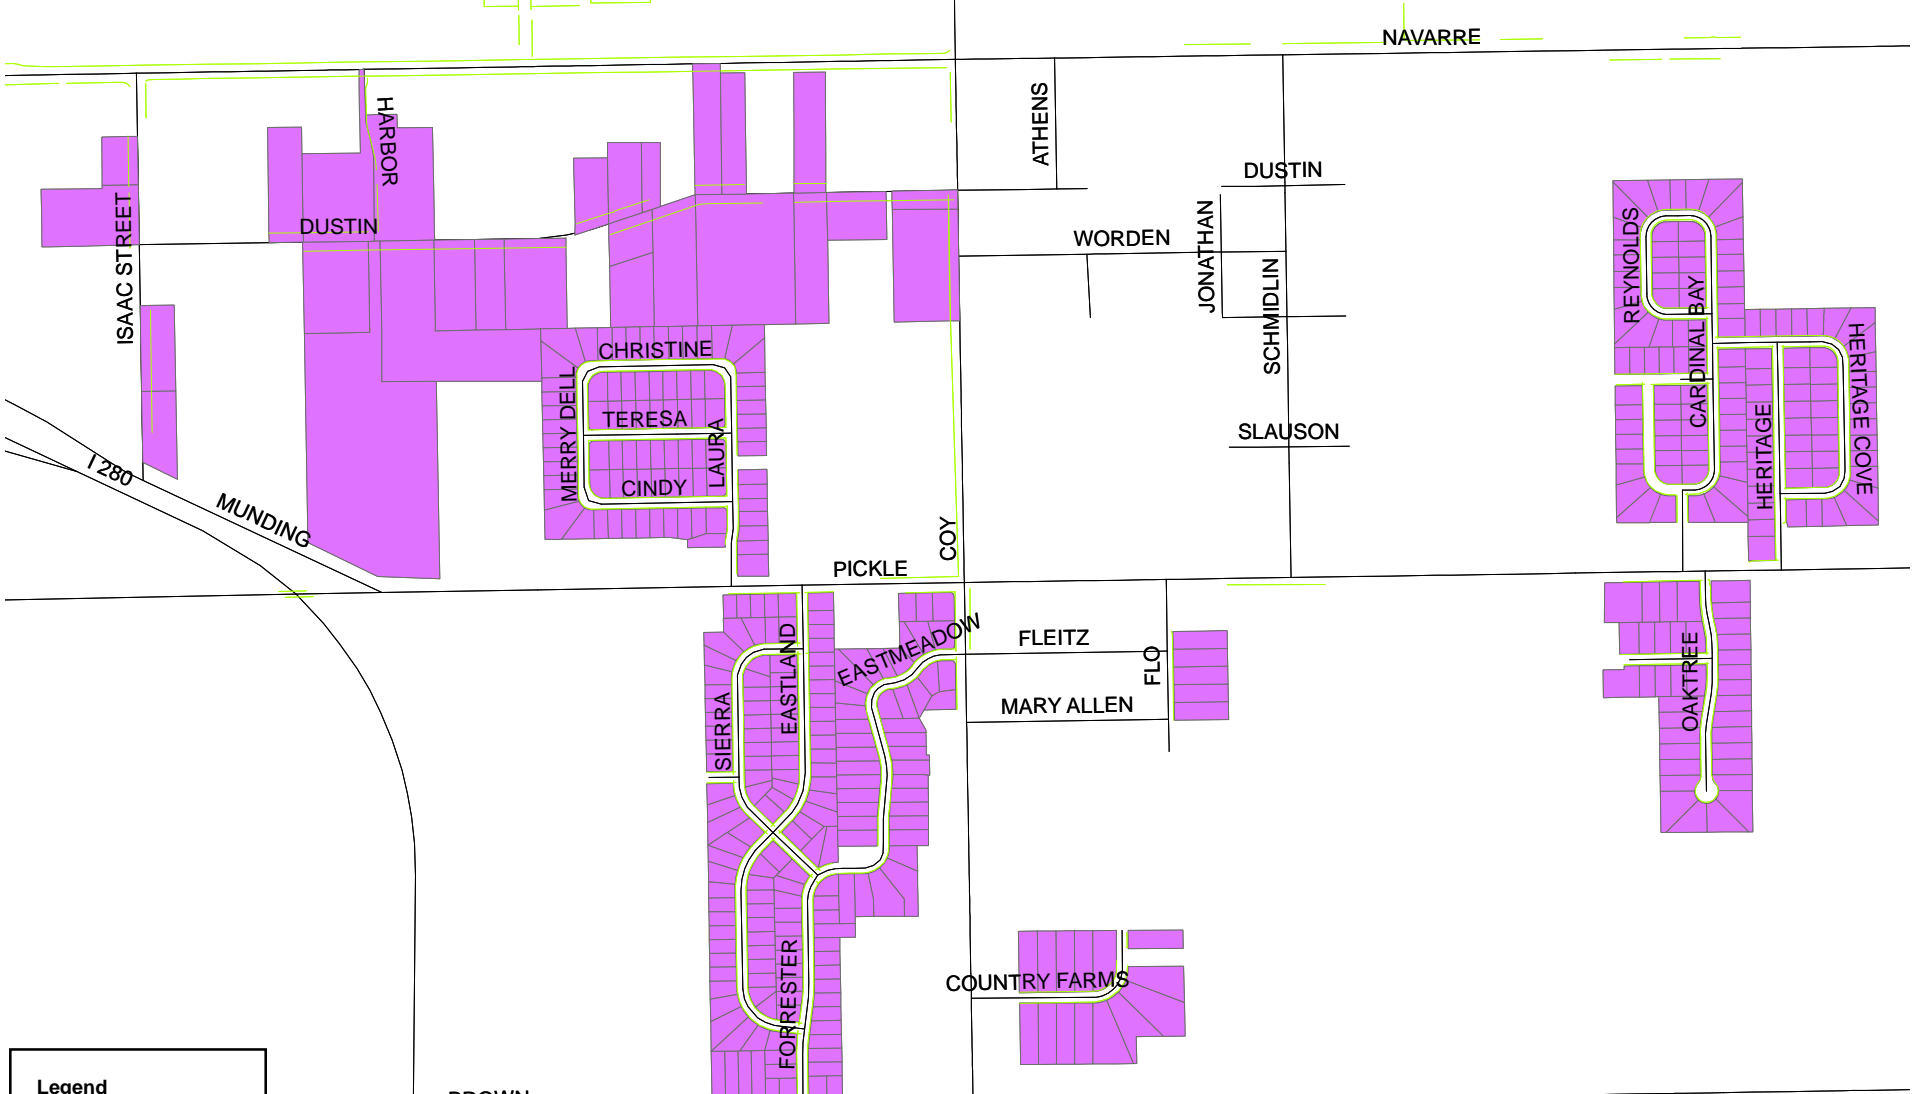 NAVARRE
HARBOR
ATHENS
DUSTIN
ISAAC STREET
DUSTIN
WORDEN
JONATHAN
SCHMIDLIN
REYNOLDS
CARDINAL BAY
HERITAGE COVE
CHRISTINE
MERRY DELL
TERESA
LAURA
CINDY
SLAUSON
HERITAGE
I 280
MUNDING
COY
PICKLE
EASTLAND
EASTMEADOW
FLEITZ
FLO
SIERRA
MARY ALLEN
OAKTREE
FORRESTER
COUNTRY FARMS
Legend
BROWN